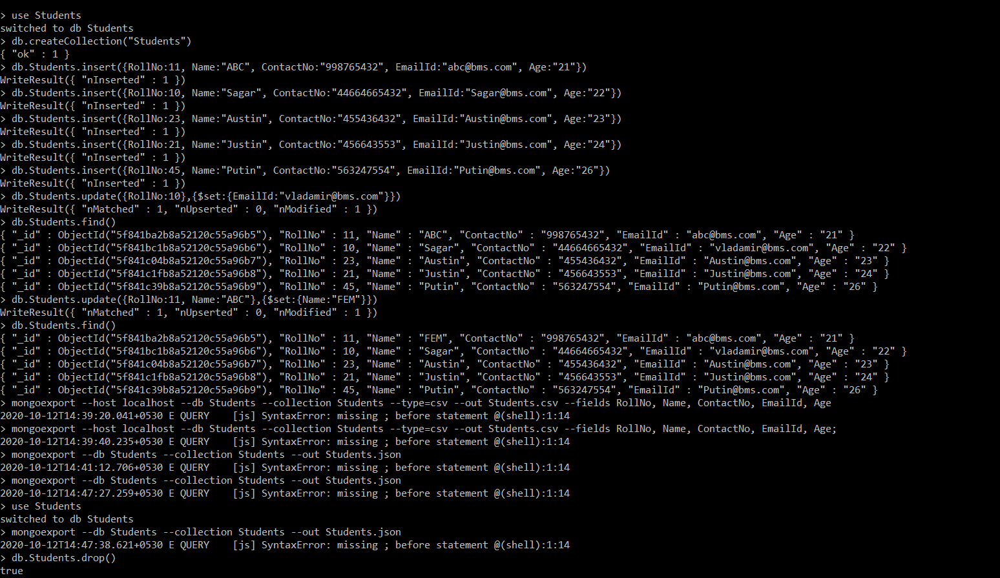 > use Students
switched to db Students
> db.createCollection("Students")
{ "ok" : 1 }
> db.Students.insert({RollNo:11, Name:"ABC", ContactNo:"998765432", EmailId:"abc@bms.com", Age:"21"})
WriteResult({ "nInserted" : 1 })
> db.Students.insert({RollNo:10, Name:"Sagar", ContactNo:"44664665432", EmailId:"Sagar@bms.com", Age:"22"})
WriteResult({ "nInserted" : 1 })
> db.Students.insert({RollNo:23, Name:"Austin", ContactNo:"455436432", EmailId:"Austin@bms.com", Age:"23"})
WriteResult({ "nInserted" : 1 })
> db.Students.insert({RollNo:21, Name:"Justin", ContactNo:"456643553", EmailId:"Justin@bms.com", Age:"24"})
WriteResult({ "nInserted" : 1 })
> db.Students.insert({RollNo:45, Name:"Putin", ContactNo:"563247554", EmailId:"Putin@bms.com", Age:"26"})
WriteResult({ "nInserted" : 1 })
> db.Students.update({RollNo:10},{$set:{EmailId:"vladamir@bms.com"}})
WriteResult({ "nMatched" : 1, "nUpserted" : 0, "nModified" : 1 })
> db.Students.find()
{ "_id" : ObjectId("5f841ba2b8a52120c55a96b5"), "RollNo" : 11, "Name" : "ABC", "ContactNo" : "998765432", "EmailId" : "abc@bms.com", "Age" : "21" }
{ "_id" : ObjectId("5f841bc1b8a52120c55a96b6"), "RollNo" : 10, "Name" : "Sagar", "ContactNo" : "44664665432", "EmailId" : "vladamir@bms.com", "Age" : "22" }
{ "_id" : ObjectId("5f841c04b8a52120c55a96b7"), "RollNo" : 23, "Name" : "Austin", "ContactNo" : "455436432", "EmailId" : "Austin@bms.com", "Age" : "23" }
{ "_id" : ObjectId("5f841c1fb8a52120c55a96b8"), "RollNo" : 21, "Name" : "Justin", "ContactNo" : "456643553", "EmailId" : "Justin@bms.com", "Age" : "24" }
{ "_id" : ObjectId("5f841c39b8a52120c55a96b9"), "RollNo" : 45, "Name" : "Putin", "ContactNo" : "563247554", "EmailId" : "Putin@bms.com", "Age" : "26" }
> db.Students.update({RollNo:11, Name:"ABC"},{$set:{Name:"FEM"}})
WriteResult({ "nMatched" : 1, "nUpserted" : 0, "nModified" : 1 })
> db.Students.find()
{ "_id" : ObjectId("5f841ba2b8a52120c55a96b5"), "RollNo" : 11, "Name" : "FEM", "ContactNo" : "998765432", "EmailId" : "abc@bms.com", "Age" : "21" }
{ "_id" : ObjectId("5f841bc1b8a52120c55a96b6"), "RollNo" : 10, "Name" : "Sagar", "ContactNo" : "44664665432", "EmailId" : "vladamir@bms.com", "Age" : "22" }
{ "_id" : ObjectId("5f841c04b8a52120c55a96b7"), "RollNo" : 23, "Name" : "Austin", "ContactNo" : "455436432", "EmailId" : "Austin@bms.com", "Age" : "23" }
{ "_id" : ObjectId("5f841c1fb8a52120c55a96b8"), "RollNo" : 21, "Name" : "Justin", "ContactNo" : "456643553", "EmailId" : "Justin@bms.com", "Age" : "24" }
{ "_id" : ObjectId("5f841c39b8a52120c55a96b9"), "RollNo" : 45, "Name" : "Putin", "ContactNo" : "563247554", "EmailId" : "Putin@bms.com", "Age" : "26" }
> mongoexport --host localhost --db Students --collection Students --type=csv --out Students.csv --fields RollNo, Name, ContactNo, EmailId, Age
2020-10-12T14:39:20.041+0530 E QUERY    [js] SyntaxError: missing ; before statement @(shell):1:14
> mongoexport --host localhost --db Students --collection Students --type=csv --out Students.csv --fields RollNo, Name, ContactNo, EmailId, Age;
2020-10-12T14:39:40.235+0530 E QUERY    [js] SyntaxError: missing ; before statement @(shell):1:14
> mongoexport --db Students --collection Students --out Students.json
2020-10-12T14:41:12.706+0530 E QUERY    [js] SyntaxError: missing ; before statement @(shell):1:14
> mongoexport --db Students --collection Students --out Students.json
2020-10-12T14:47:27.259+0530 E QUERY    [js] SyntaxError: missing ; before statement @(shell):1:14
> use Students
switched to db Students
> mongoexport --db Students --collection Students --out Students.json
2020-10-12T14:47:38.621+0530 E QUERY    [js] SyntaxError: missing ; before statement @(shell):1:14
> db.Students.drop()
true